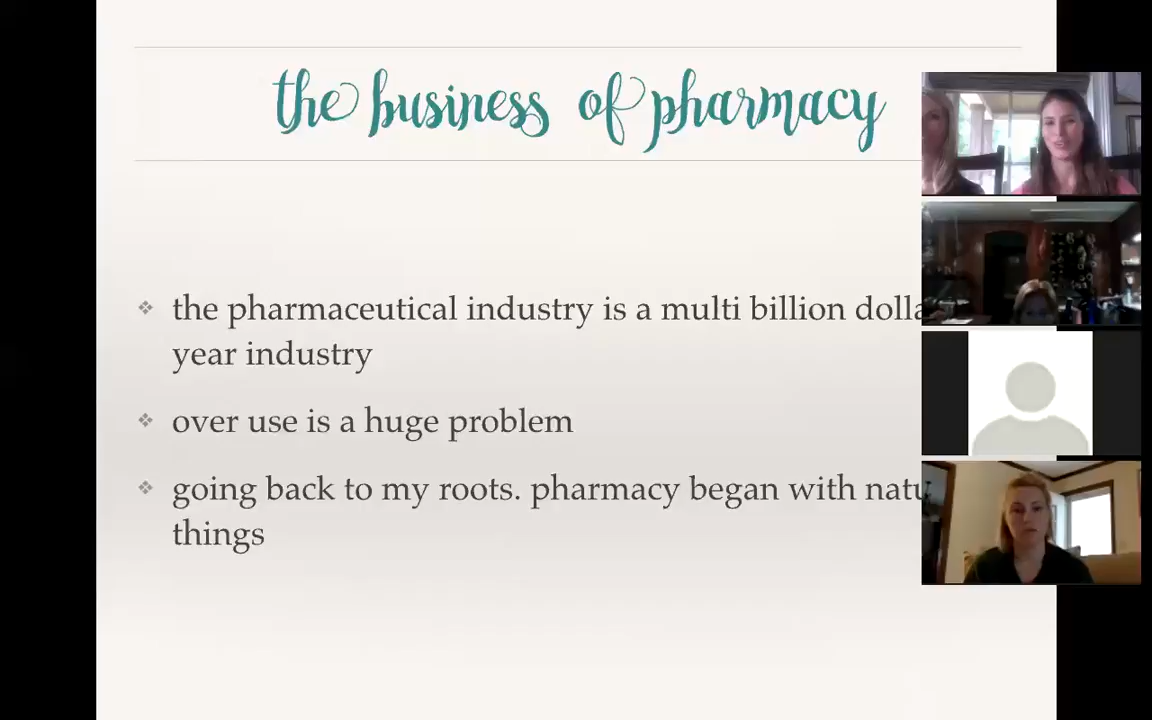 the business of pharmacy
the pharmaceutical industry is a multi billion
year industry
over use is a huge problem
going back to my roots. pharmacy began with
things